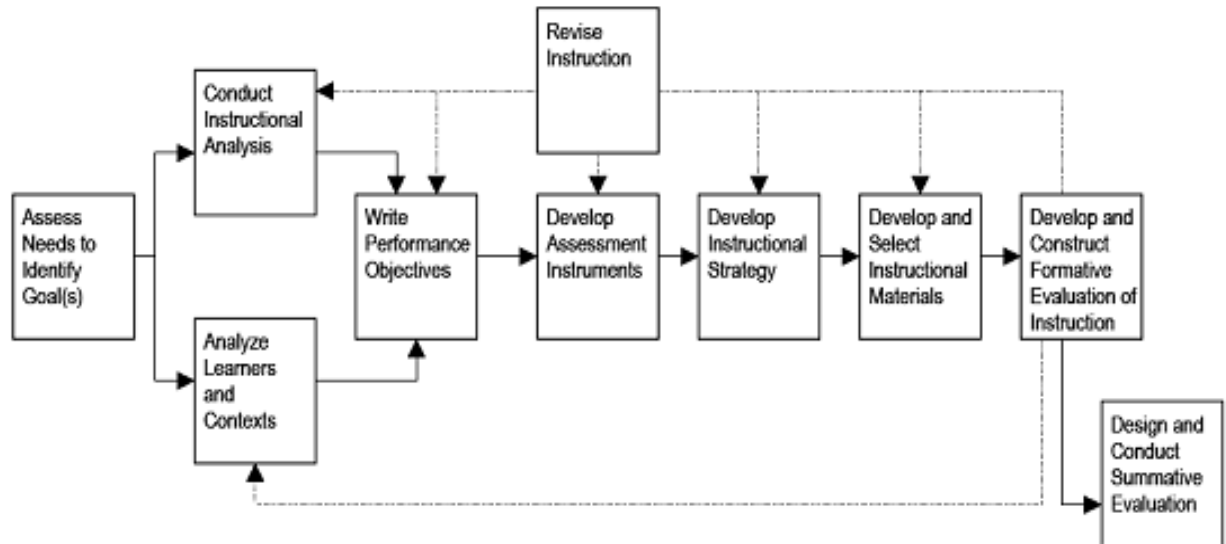 Revise
Instruction
Conduct
Instructional
Analysis
Assess
Needs to
Identify
Goal(s)
Write
Performance
Objectives
Develop
Assessment
Instruments
Develop
Instructional
Strategy
Develop and
Select
Instructional
Materials
Develop and
Construct
Formative
Evaluation of
Instruction
Analyze
Learners
and
Contexts
Design and
Conduct
Summative
Evaluation